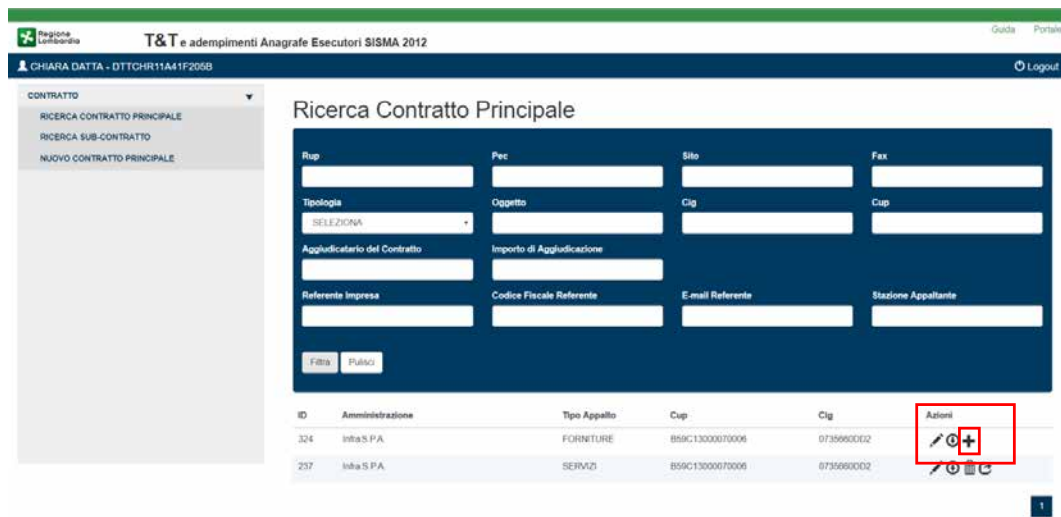 Regione
Lombardia
T&T e adempimenti Anagrafe Esecutori SISMA 2012
Guida Portale
CHIARA DATTA - DTTCHR11A41F205B
Logout
CONTRATTO
RICERCA CONTRATTO PRINCIPALE
RICERCA SUB-CONTRATTO
NUOVO CONTRATTO PRINCIPALE
Ricerca Contratto Principale
Rup Pec Sito Fax
Tipologia Oggetto Cig Cup
SELEZIONA
Aggiudicatario del Contratto Importo di Aggiudicazione
Referente Impresa Codice Fiscale Referente E-mail Referente Stazione Appaltante
Filtra Pulisci
ID Amministrazione Tipo Appalto Cup Cig Azioni
324 Infra S.P.A. FORNITURE B59C13000070006 0735660DD2
237 Infra S.P.A. SERVIZI B59C13000070006 0735660DD2
1